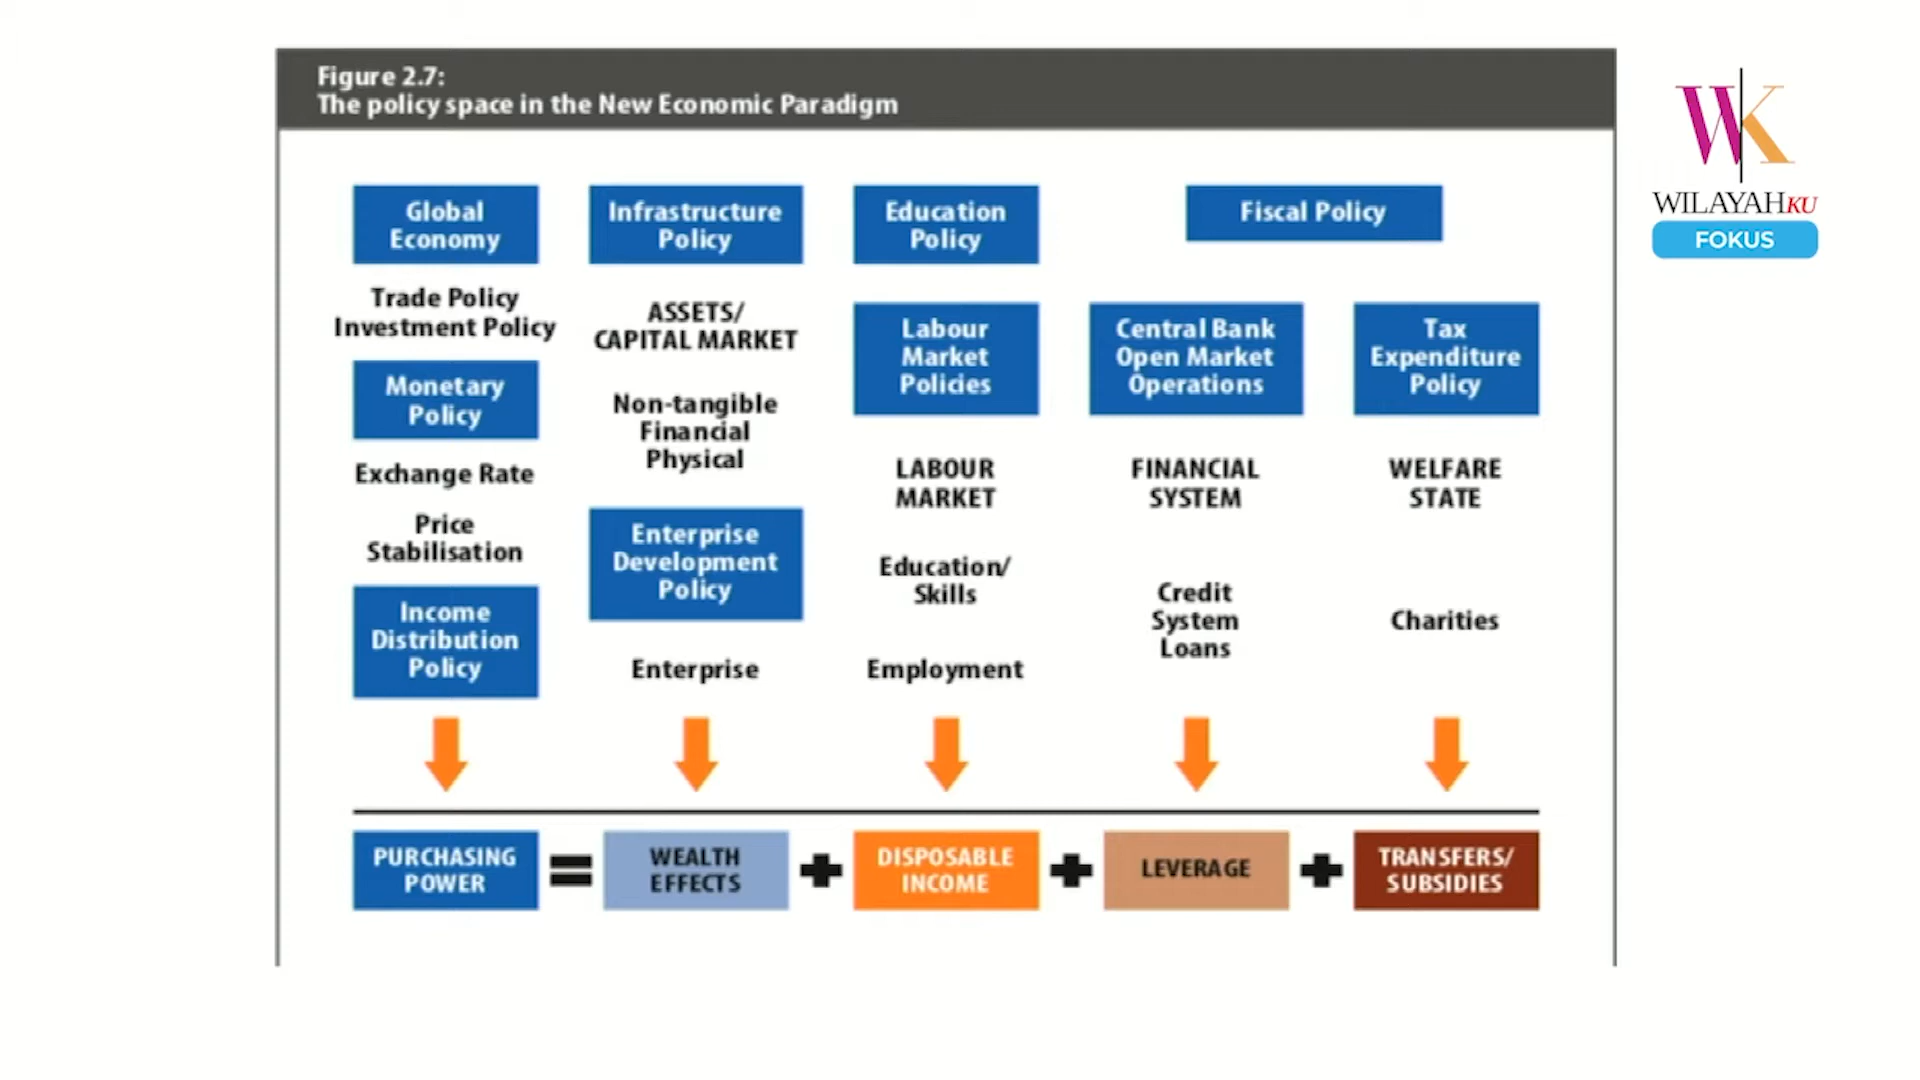 Figure 2.7:
The policy space in the New Economic Paradigm
WK
WILAYAHKU
FOKUS
Global
Economy
Trade Policy
Investment Policy
Monetary
Policy
Exchange Rate
Price
Stabilisation
Income
Distribution
Policy
Infrastructure
Policy
ASSETS/
CAPITAL MARKET
Non-tangible
Financial
Physical
Enterprise
Development
Policy
Enterprise
Education
Policy
Labour
Market
Policies
LABOUR
MARKET
Education/
Skills
Employment
Fiscal Policy
Central Bank
Open Market
Operations
FINANCIAL
SYSTEM
Credit
System
Loans
Tax
Expenditure
Policy
WELFARE
STATE
Charities
PURCHASING
POWER
=
WEALTH
EFFECTS
+
DISPOSABLE
INCOME
+
LEVERAGE
+
TRANSFERS/
SUBSIDIES